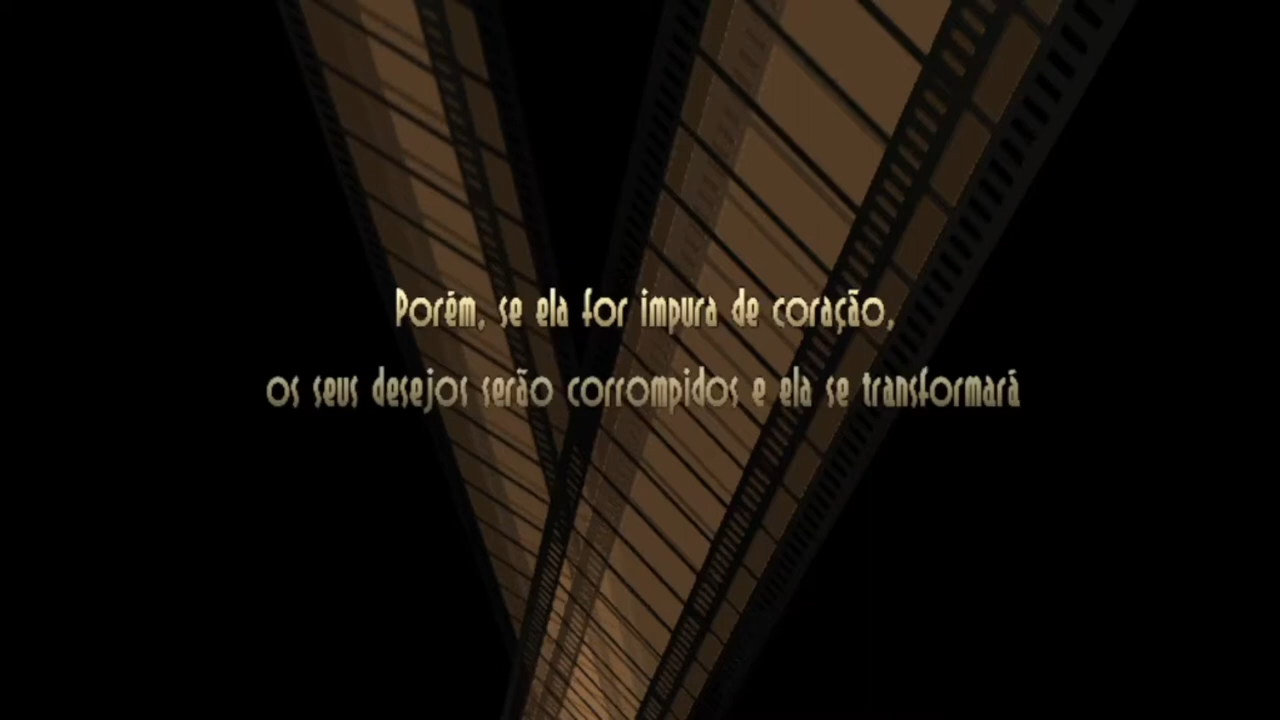 Porém, se ela for impura de coração,
os seus desejos serão corrompidos e ela se transformará